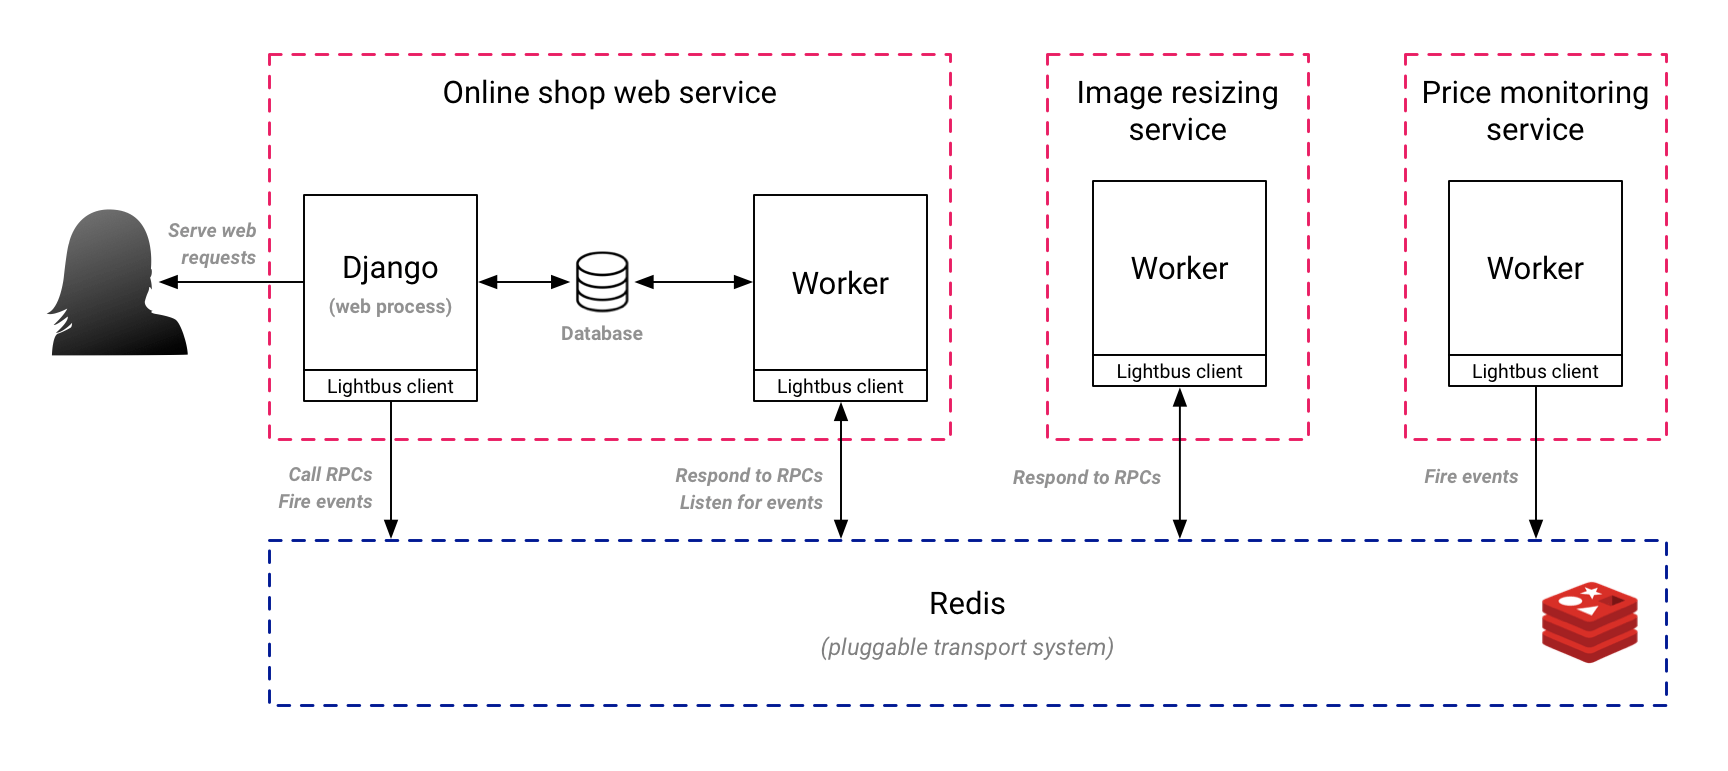 Online shop web service
Image resizing
service
Price monitoring
service
Serve web
requests
Django
(web process)
Lightbus client
Database
Worker
Lightbus client
Worker
Lightbus client
Worker
Lightbus client
Call RPCs
Fire events
Respond to RPCs
Listen for events
Respond to RPCs
Fire events
Redis
(pluggable transport system)